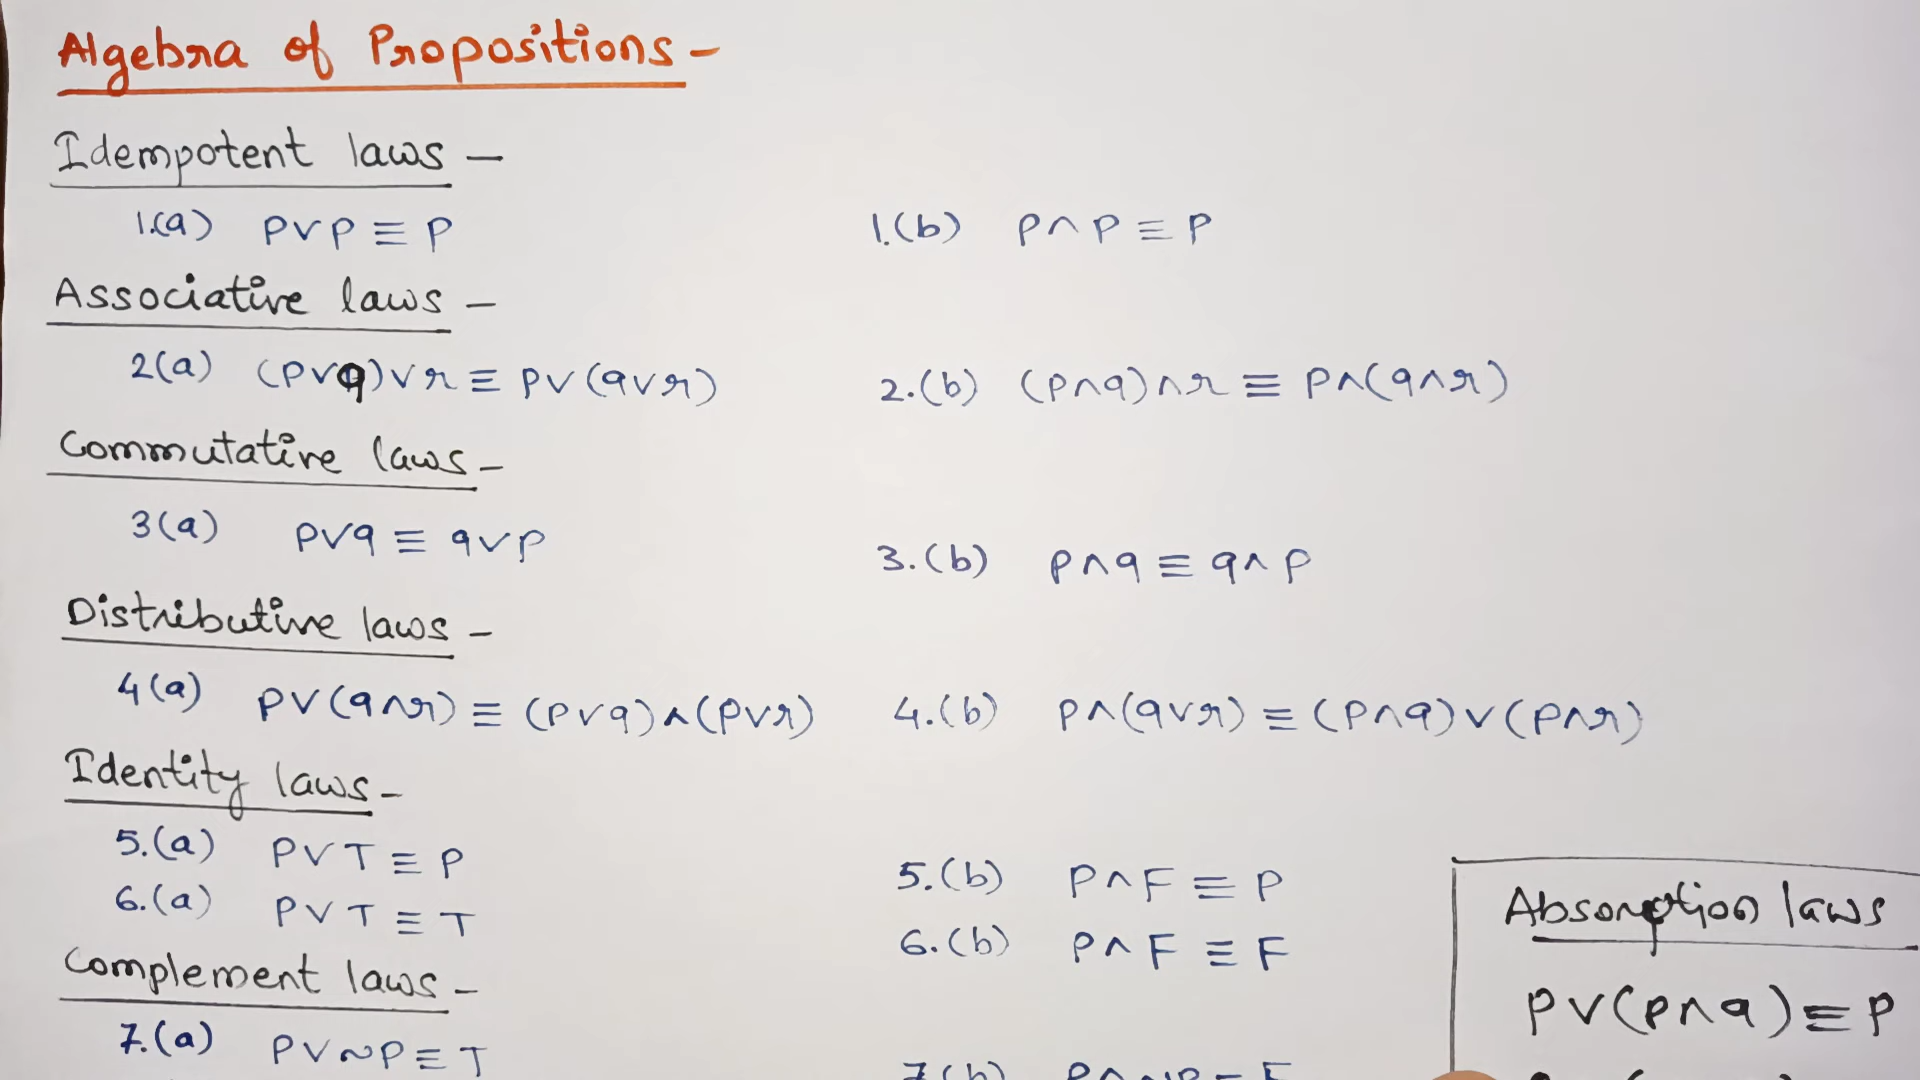 Algebra of Propositions -
Idempotent laws -
1.(a) p∨p ≡ p
1.(b) p∧p ≡ p
Associative laws -
2(a) (p∨q)∨r ≡ p∨(q∨r)
2.(b) (p∧q)∧r ≡ p∧(q∧r)
Commutative laws -
3(a) p∨q ≡ q∨p
3.(b) p∧q ≡ q∧p
Distributive laws -
4(a) p∨(q∧r) ≡ (p∨q)∧(p∨r)
4.(b) p∧(q∨r) ≡ (p∧q)∨(p∧r)
Identity laws -
5.(a) p∨T ≡ p
5.(b) p∧F ≡ p
6.(a) p∨T ≡ T
6.(b) p∧F ≡ F
Complement laws -
7.(a) p∨~p ≡ T
7.(b) p∧~p ≡ F
Absorption laws
p∨(p∧q) ≡ p